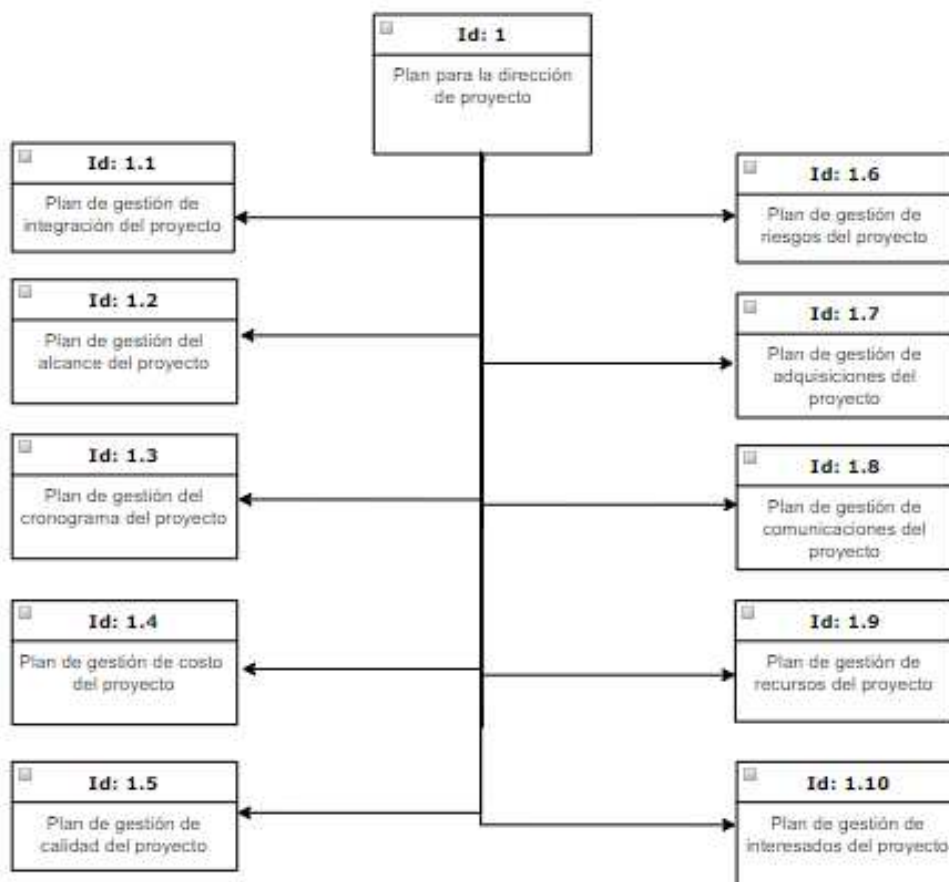 Id: 1
Plan para la dirección
de proyecto
Id: 1.1
Plan de gestión de
integración del proyecto
Id: 1.2
Plan de gestión del
alcance del proyecto
Id: 1.3
Plan de gestión del
cronograma del proyecto
Id: 1.4
Plan de gestión de costo
del proyecto
Id: 1.5
Plan de gestión de
calidad del proyecto
Id: 1.6
Plan de gestión de
riesgos del proyecto
Id: 1.7
Plan de gestión de
adquisiciones del
proyecto
Id: 1.8
Plan de gestión de
comunicaciones del
proyecto
Id: 1.9
Plan de gestión de
recursos del proyecto
Id: 1.10
Plan de gestión de
interesados del proyecto